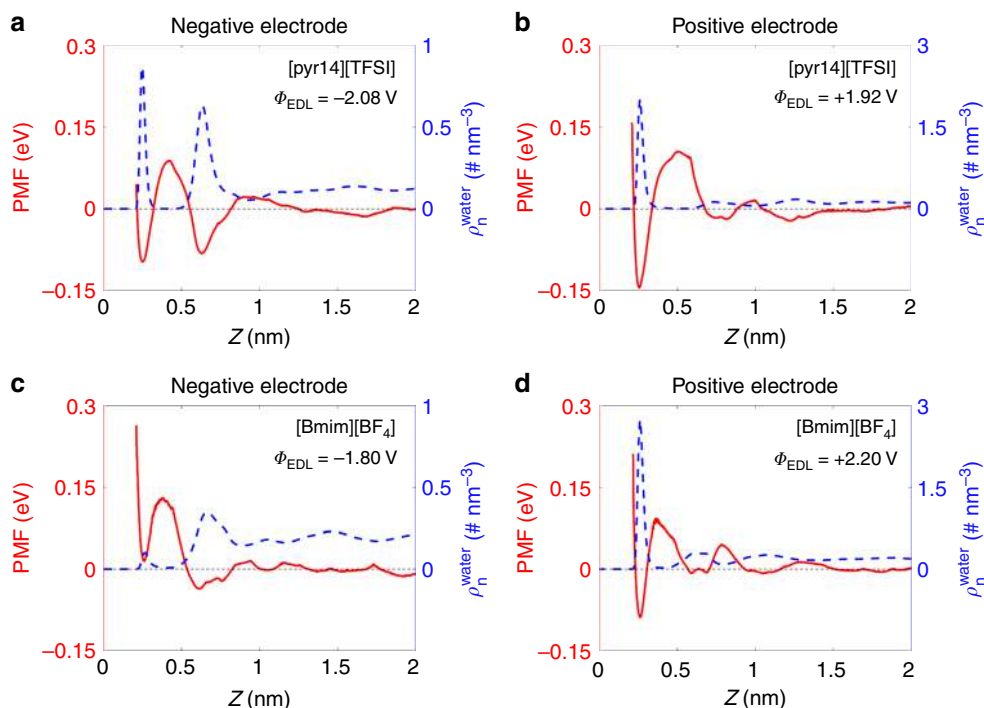 a
Negative electrode
[pyr14][TFSI]
Φ_EDL = −2.08 V
PMF (eV)
0.3
0.15
0
−0.15
1
0.5
0
ρ_n^water (# nm⁻³)
0
0.5
1
1.5
2
Z (nm)
b
Positive electrode
[pyr14][TFSI]
Φ_EDL = +1.92 V
PMF (eV)
0.3
0.15
0
−0.15
3
1.5
0
ρ_n^water (# nm⁻³)
0
0.5
1
1.5
2
Z (nm)
c
Negative electrode
[Bmim][BF₄]
Φ_EDL = −1.80 V
PMF (eV)
0.3
0.15
0
−0.15
1
0.5
0
ρ_n^water (# nm⁻³)
0
0.5
1
1.5
2
Z (nm)
d
Positive electrode
[Bmim][BF₄]
Φ_EDL = +2.20 V
PMF (eV)
0.3
0.15
0
−0.15
3
1.5
0
ρ_n^water (# nm⁻³)
0
0.5
1
1.5
2
Z (nm)